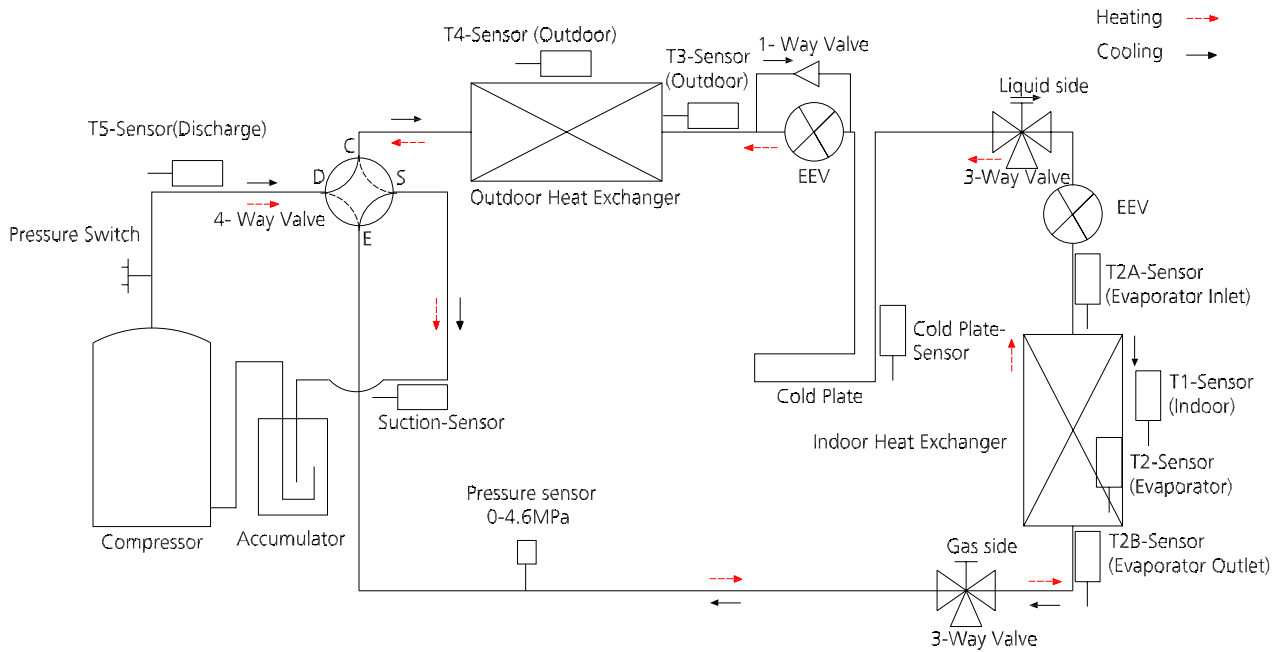 Heating
Cooling
T4-Sensor (Outdoor)
T3-Sensor
(Outdoor)
1- Way Valve
Liquid side
T5-Sensor(Discharge)
C
D
S
E
4- Way Valve
Outdoor Heat Exchanger
EEV
3-Way Valve
EEV
Pressure Switch
T2A-Sensor
(Evaporator Inlet)
Cold Plate-
Sensor
Cold Plate
T1-Sensor
(Indoor)
Suction-Sensor
Indoor Heat Exchanger
T2-Sensor
(Evaporator)
Pressure sensor
0-4.6MPa
Compressor
Accumulator
Gas side
T2B-Sensor
(Evaporator Outlet)
3-Way Valve